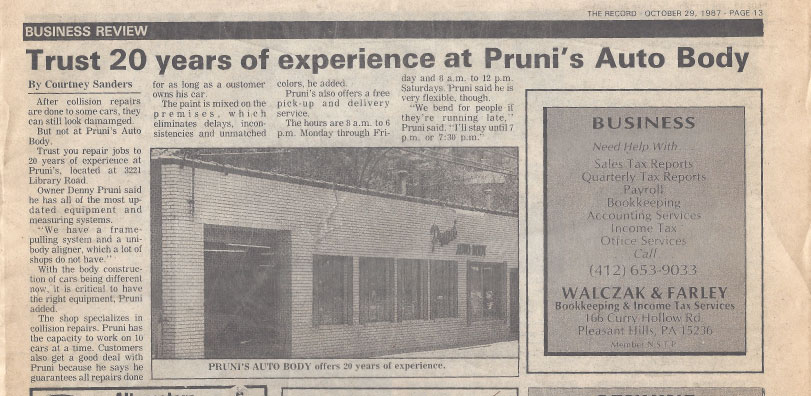 THE RECORD - OCTOBER 29, 1987 - PAGE 13
BUSINESS REVIEW
Trust 20 years of experience at Pruni's Auto Body
By Courtney Sanders
After collision repairs
are done to some cars, they
can still look damamged.
But not at Pruni's Auto
Body.
Trust you repair jobs to
20 years of experience at
Pruni's, located at 3221
Library Road.
Owner Denny Pruni said
he has all of the most up-
dated equipment and
measuring systems.
"We have a frame-
pulling system and a uni-
body aligner, which a lot of
shops do not have."
With the body construc-
tion of cars being different
now, it is critical to have
the right equipment, Pruni
added.
The shop specializes in
collision repairs. Pruni has
the capacity to work on 10
cars at a time. Customers
also get a good deal with
Pruni because he says he
guarantees all repairs done
for as long as a customer
owns his car.
The paint is mixed on the
premises, which
eliminates delays, incon-
sistencies and unmatched
colors, he added.
Pruni's also offers a free
pick-up and delivery
service.
The hours are 8 a.m. to 6
p.m. Monday through Fri-
day and 8 a.m. to 12 p.m.
Saturdays. Pruni said he is
very flexible, though.
"We bend for people if
they're running late,"
Pruni said. "I'll stay until 7
p.m. or 7:30 p.m."
Pruni's
AUTO BODY
PRUNI'S AUTO BODY offers 20 years of experience.
BUSINESS
Need Help With
Sales Tax Reports
Quarterly Tax Reports
Payroll
Bookkeeping
Accounting Services
Income Tax
Office Services
Call
(412) 653-9033
WALCZAK & FARLEY
Bookkeeping & Income Tax Services
166 Curry Hollow Rd.
Pleasant Hills, PA 15236
Member N.S.T.P.